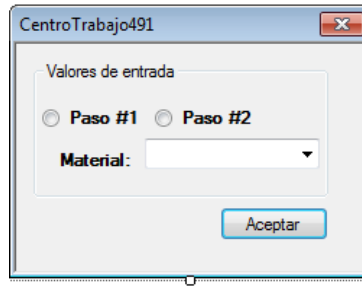 CentroTrabajo491
Valores de entrada
Paso #1 Paso #2
Material:
Aceptar